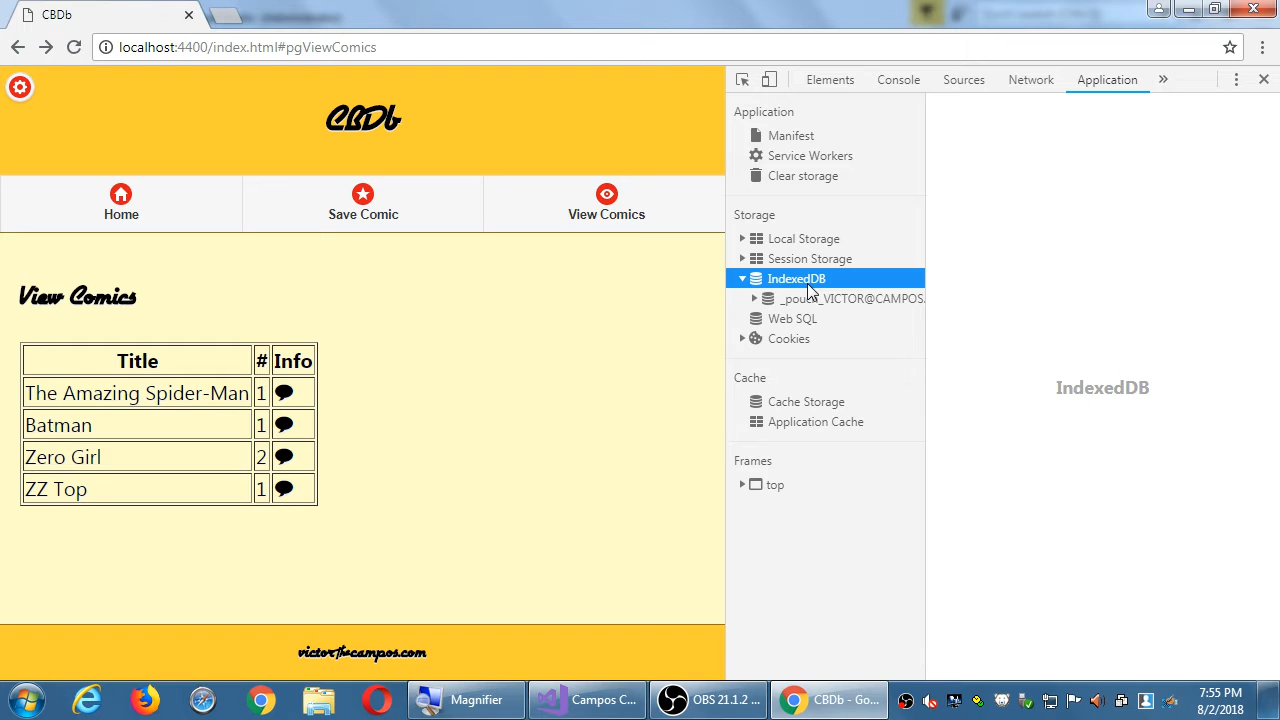 CBDb
localhost:4400/index.html#pgViewComics
CBDb
Home
Save Comic
View Comics
View Comics
Title # Info
The Amazing Spider-Man 1
Batman 1
Zero Girl 2
ZZ Top 1
victorthecampos.com
Elements Console Sources Network Application
Application
Manifest
Service Workers
Clear storage
Storage
Local Storage
Session Storage
IndexedDB
VICTOR@CAMPOS.
Web SQL
Cookies
Cache
Cache Storage
Application Cache
Frames
top
IndexedDB
Magnifier
Campos C...
OBS 21.1.2 ...
CBDb - Go...
7:55 PM
8/2/2018